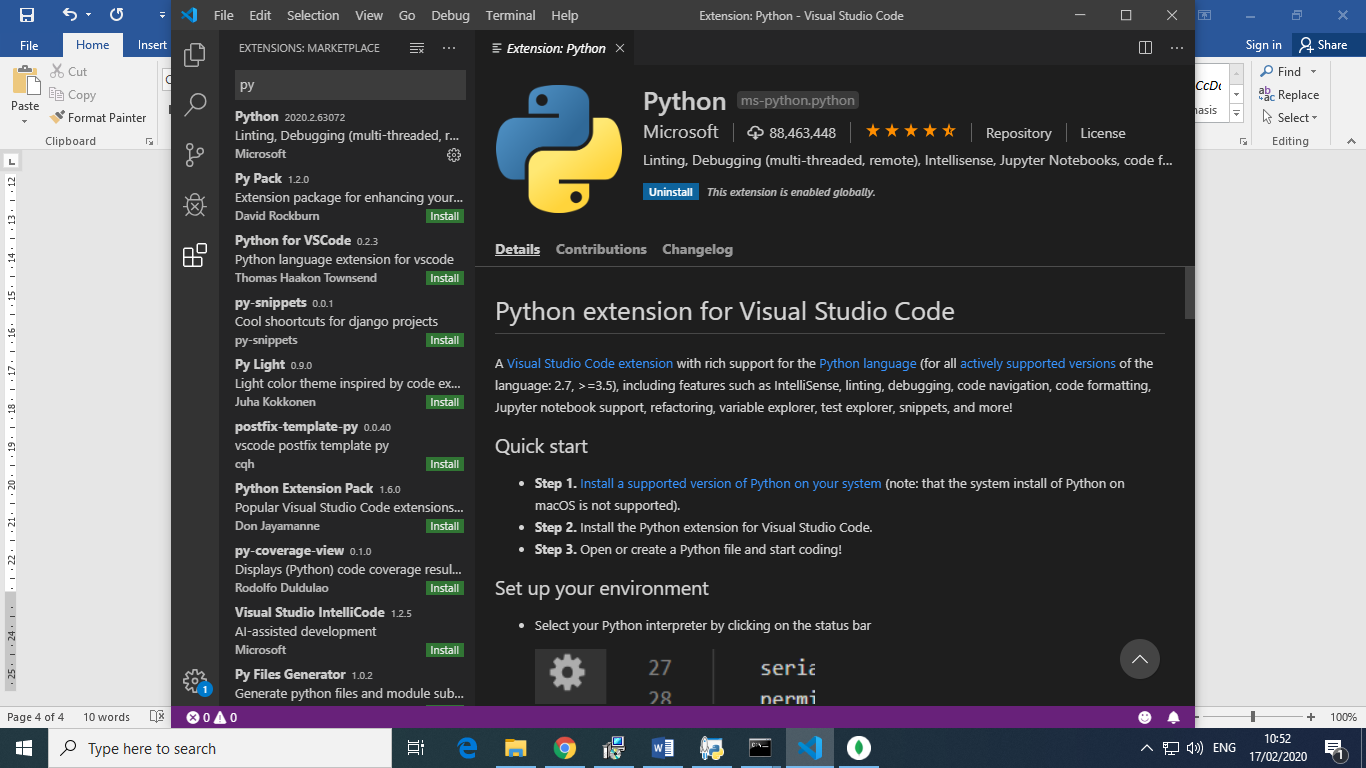 File Edit Selection View Go Debug Terminal Help
Extension: Python - Visual Studio Code
File Home Insert
Sign in Share
Cut
Copy
Paste
Format Painter
Clipboard
Find
Replace
Select
Editing
EXTENSIONS: MARKETPLACE
py
Python 2020.2.63072
Linting, Debugging (multi-threaded, r...
Microsoft
Py Pack 1.2.0
Extension package for enhancing your...
David Rockburn Install
Python for VSCode 0.2.3
Python language extension for vscode
Thomas Haakon Townsend Install
py-snippets 0.0.1
Cool shoortcuts for django projects
py-snippets Install
Py Light 0.9.0
Light color theme inspired by code ex...
Juha Kokkonen Install
postfix-template-py 0.0.40
vscode postfix template py
cqh Install
Python Extension Pack 1.6.0
Popular Visual Studio Code extensions...
Don Jayamanne Install
py-coverage-view 0.1.0
Displays (Python) code coverage resul...
Rodolfo Duldulao Install
Visual Studio IntelliCode 1.2.5
AI-assisted development
Microsoft Install
Py Files Generator 1.0.2
Generate python files and module sub...
Extension: Python
Python ms-python.python
Microsoft 88,463,448 Repository License
Linting, Debugging (multi-threaded, remote), Intellisense, Jupyter Notebooks, code f...
Uninstall This extension is enabled globally.
Details Contributions Changelog
Python extension for Visual Studio Code
A Visual Studio Code extension with rich support for the Python language (for all actively supported versions of the
language: 2.7, >=3.5), including features such as IntelliSense, linting, debugging, code navigation, code formatting,
Jupyter notebook support, refactoring, variable explorer, test explorer, snippets, and more!
Quick start
Step 1. Install a supported version of Python on your system (note: that the system install of Python on
macOS is not supported).
Step 2. Install the Python extension for Visual Studio Code.
Step 3. Open or create a Python file and start coding!
Set up your environment
Select your Python interpreter by clicking on the status bar
27 seria
28 permi
1
0 0
Page 4 of 4 10 words
100%
Type here to search
ENG
10:52
17/02/2020
1